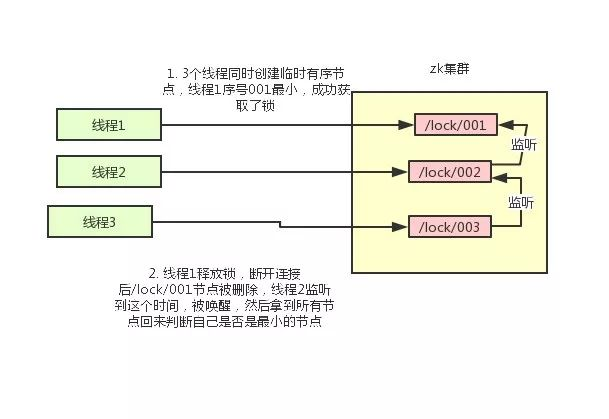 1. 3个线程同时创建临时有序节
点，线程1序号001最小，成功获
取了锁
zk集群
线程1
/lock/001
监听
线程2
/lock/002
监听
线程3
/lock/003
2. 线程1释放锁，断开连接
后/lock/001节点被删除，线程2监听
到这个时间，被唤醒，然后拿到所有节
点回来判断自己是否是最小的节点